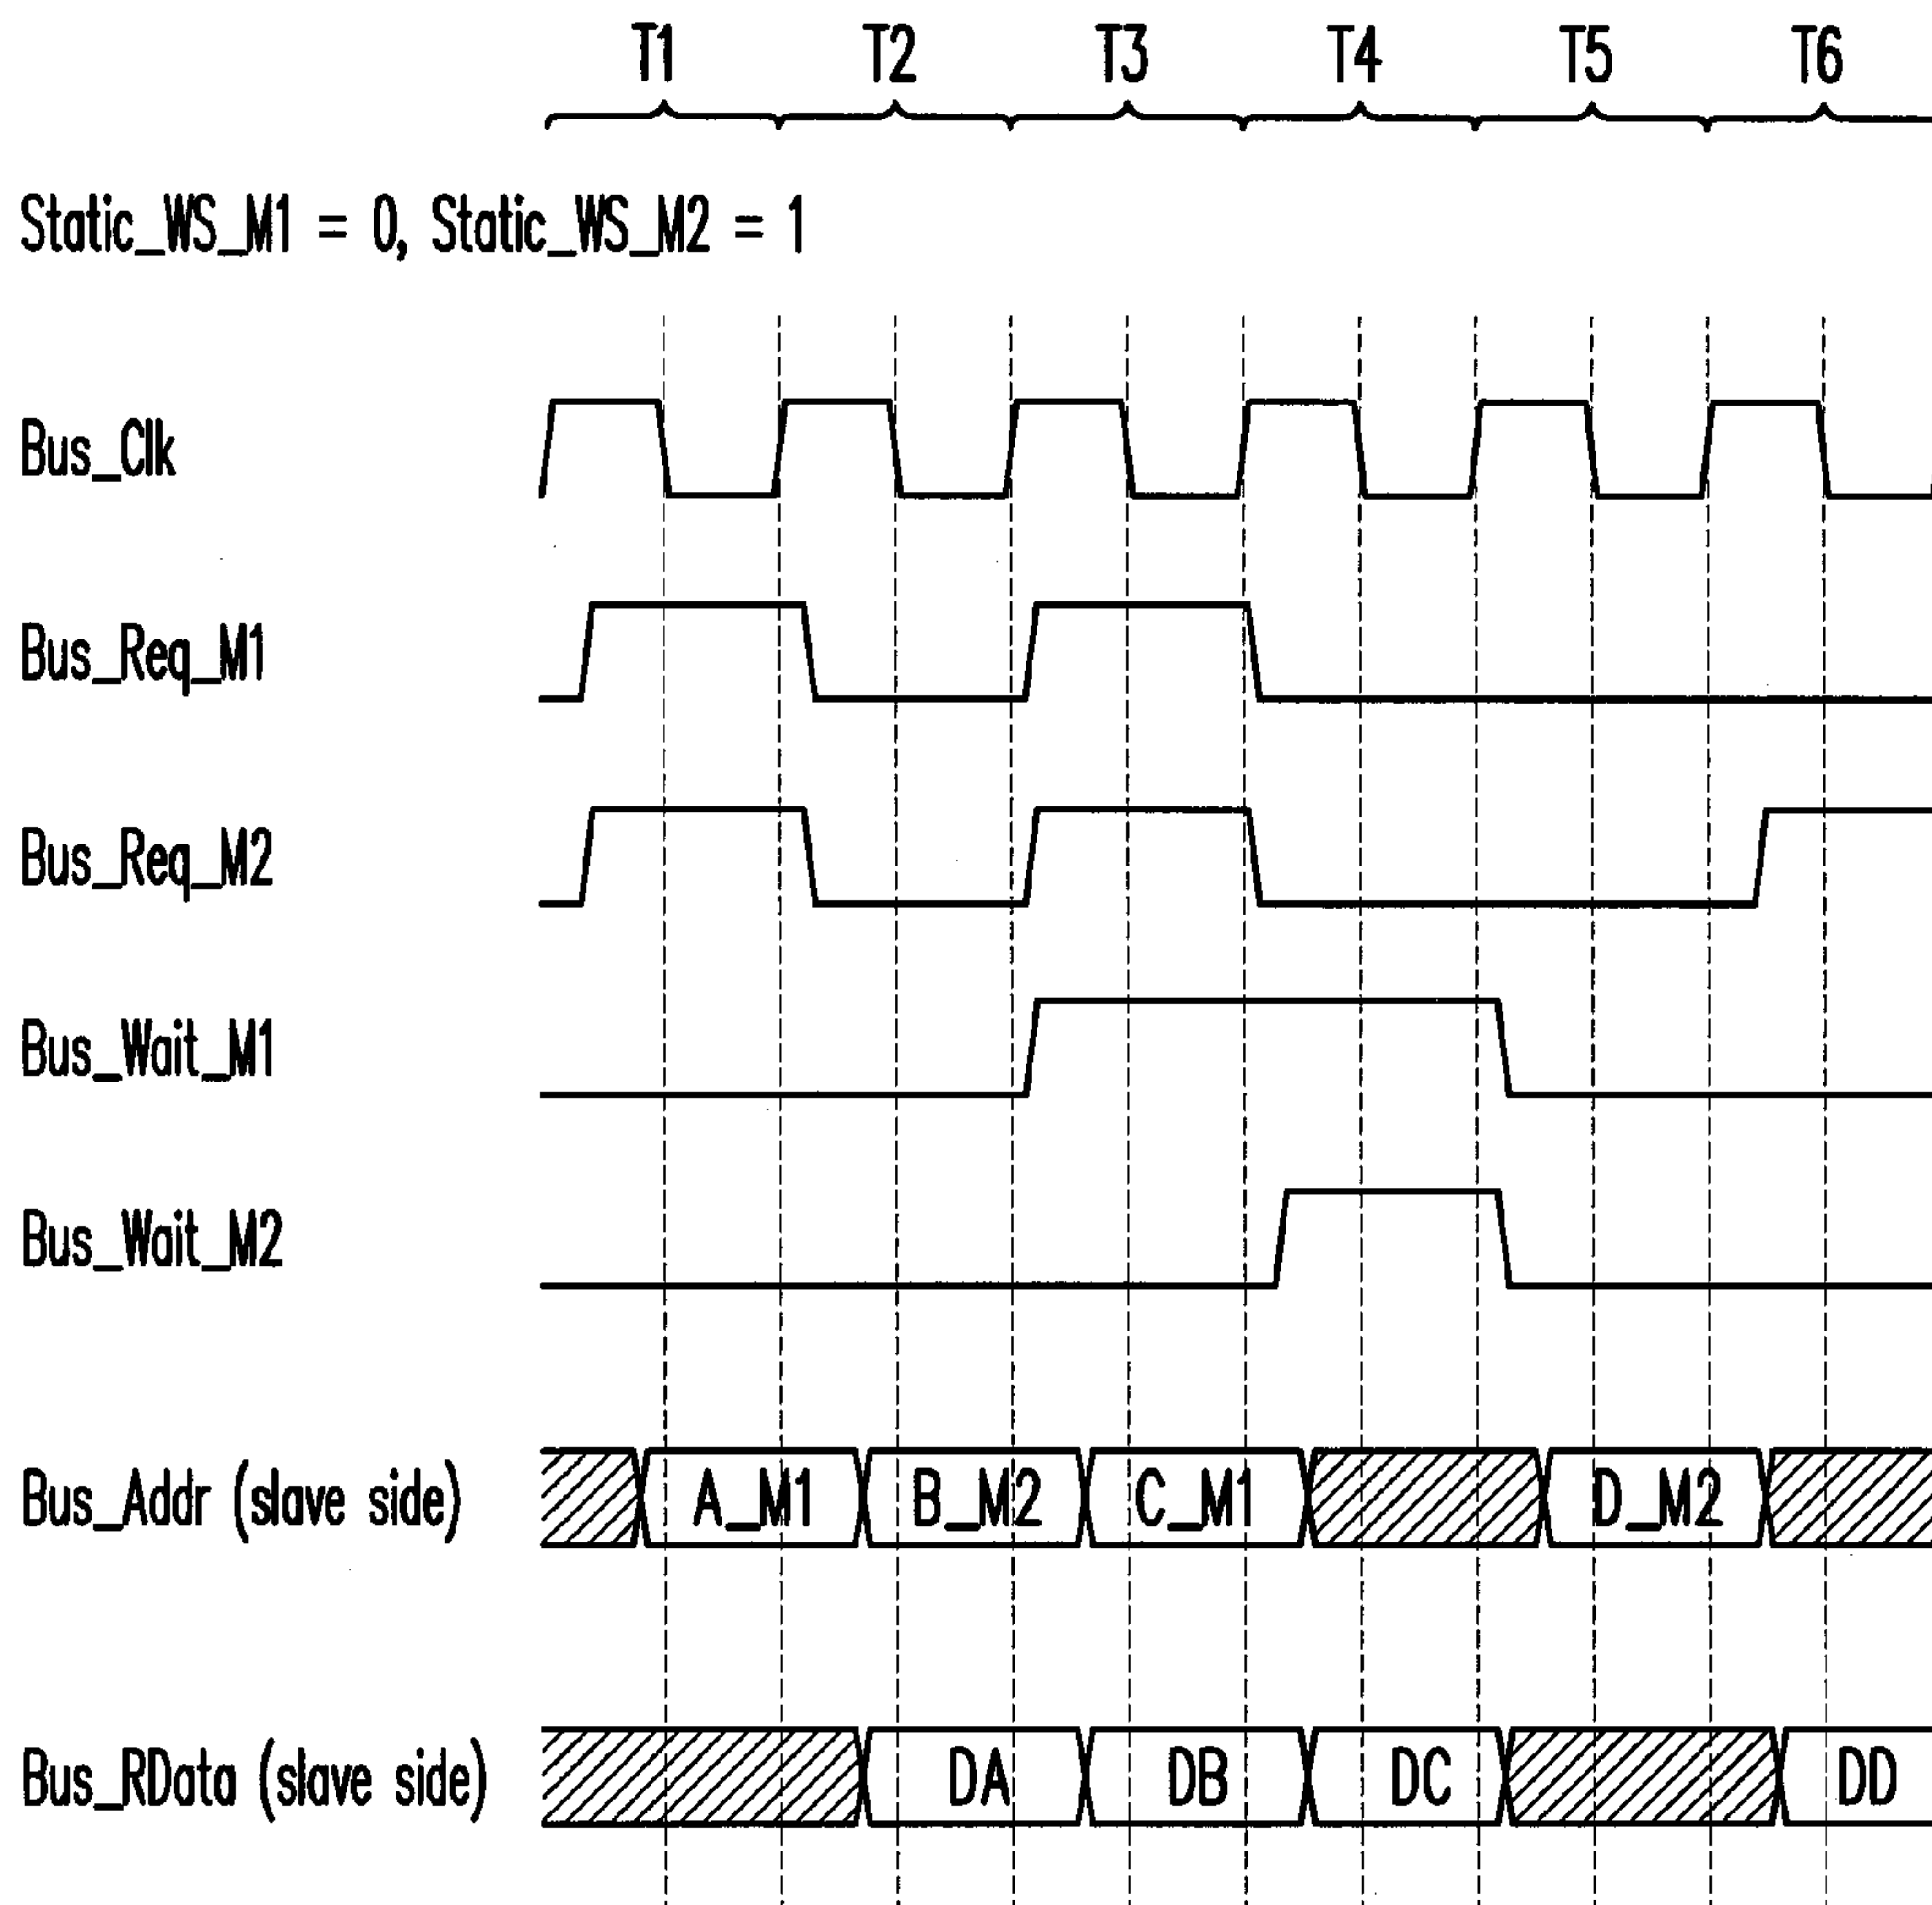 T1 T2 T3 T4 T5 T6
Static_WS_M1 = 0, Static_WS_M2 = 1
Bus_Clk
Bus_Req_M1
Bus_Req_M2
Bus_Wait_M1
Bus_Wait_M2
Bus_Addr (slave side) A_M1 B_M2 C_M1 D_M2
Bus_RData (slave side) DA DB DC DD